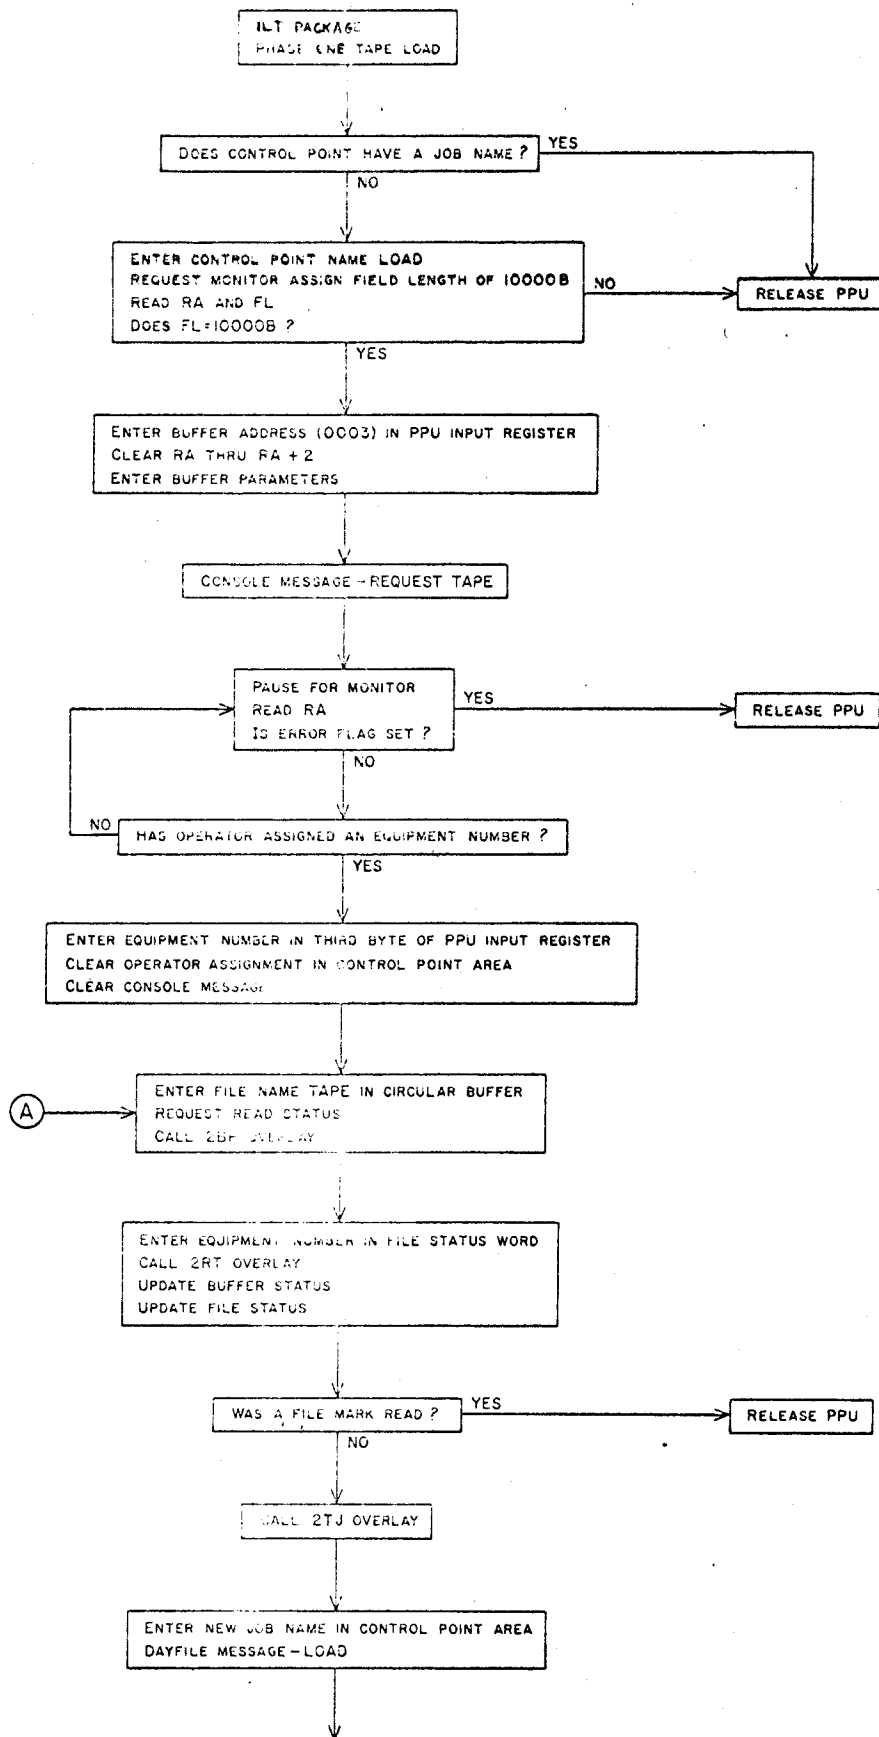 1LT PACKAGE
PHASE ONE TAPE LOAD
DOES CONTROL POINT HAVE A JOB NAME?
YES
NO
ENTER CONTROL POINT NAME LOAD
REQUEST MONITOR ASSIGN FIELD LENGTH OF 10000B
READ RA AND FL
DOES FL=10000B ?
NO
RELEASE PPU
YES
ENTER BUFFER ADDRESS (0003) IN PPU INPUT REGISTER
CLEAR RA THRU RA + 2
ENTER BUFFER PARAMETERS
CONSOLE MESSAGE – REQUEST TAPE
PAUSE FOR MONITOR
READ RA
IS ERROR FLAG SET ?
YES
RELEASE PPU
NO
NO
HAS OPERATOR ASSIGNED AN EQUIPMENT NUMBER ?
YES
ENTER EQUIPMENT NUMBER IN THIRD BYTE OF PPU INPUT REGISTER
CLEAR OPERATOR ASSIGNMENT IN CONTROL POINT AREA
CLEAR CONSOLE MESSAGE
A
ENTER FILE NAME TAPE IN CIRCULAR BUFFER
REQUEST READ STATUS
CALL 2BF OVERLAY
ENTER EQUIPMENT NUMBER IN FILE STATUS WORD
CALL 2RT OVERLAY
UPDATE BUFFER STATUS
UPDATE FILE STATUS
WAS A FILE MARK READ ?
YES
RELEASE PPU
NO
CALL 2TJ OVERLAY
ENTER NEW JOB NAME IN CONTROL POINT AREA
DAYFILE MESSAGE – LOAD